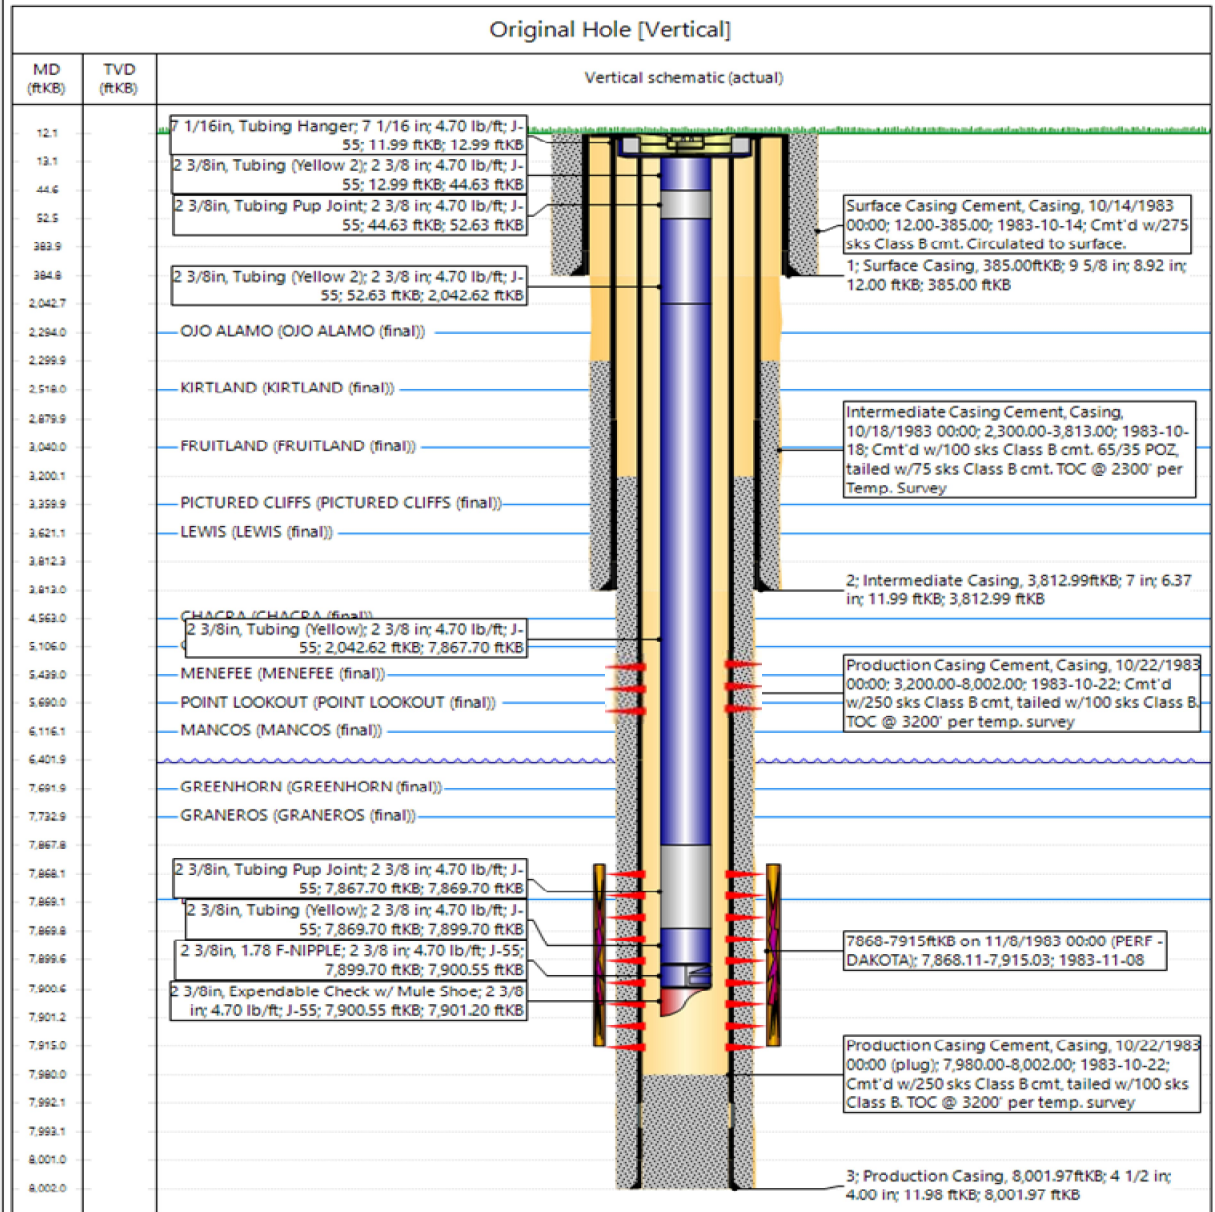 Original Hole [Vertical]
MD
(ftKB)
TVD
(ftKB)
Vertical schematic (actual)
12.1
13.1
44.6
52.5
383.9
384.8
2,042.7
2,294.0
2,299.9
2,518.0
2,879.9
3,040.0
3,200.1
3,359.9
3,621.1
3,812.3
3,813.0
4,563.0
5,106.0
5,439.0
5,690.0
6,116.1
6,401.9
7,691.9
7,732.9
7,867.8
7,868.1
7,869.1
7,869.8
7,899.6
7,900.6
7,901.2
7,915.0
7,980.0
7,992.1
7,993.1
8,001.0
8,002.0
7 1/16in, Tubing Hanger; 7 1/16 in; 4.70 lb/ft; J-
55; 11.99 ftKB; 12.99 ftKB
2 3/8in, Tubing (Yellow 2); 2 3/8 in; 4.70 lb/ft; J-
55; 12.99 ftKB; 44.63 ftKB
2 3/8in, Tubing Pup Joint; 2 3/8 in; 4.70 lb/ft; J-
55; 44.63 ftKB; 52.63 ftKB
2 3/8in, Tubing (Yellow 2); 2 3/8 in; 4.70 lb/ft; J-
55; 52.63 ftKB; 2,042.62 ftKB
OJO ALAMO (OJO ALAMO (final))
KIRTLAND (KIRTLAND (final))
FRUITLAND (FRUITLAND (final))
PICTURED CLIFFS (PICTURED CLIFFS (final))
LEWIS (LEWIS (final))
CHACRA (CHACRA (final))
2 3/8in, Tubing (Yellow); 2 3/8 in; 4.70 lb/ft; J-
55; 2,042.62 ftKB; 7,867.70 ftKB
MENEFEE (MENEFEE (final))
POINT LOOKOUT (POINT LOOKOUT (final))
MANCOS (MANCOS (final))
GREENHORN (GREENHORN (final))
GRANEROS (GRANEROS (final))
2 3/8in, Tubing Pup Joint; 2 3/8 in; 4.70 lb/ft; J-
55; 7,867.70 ftKB; 7,869.70 ftKB
2 3/8in, Tubing (Yellow); 2 3/8 in; 4.70 lb/ft; J-
55; 7,869.70 ftKB; 7,899.70 ftKB
2 3/8in, 1.78 F-NIPPLE; 2 3/8 in; 4.70 lb/ft; J-55;
7,899.70 ftKB; 7,900.55 ftKB
2 3/8in, Expendable Check w/ Mule Shoe; 2 3/8
in; 4.70 lb/ft; J-55; 7,900.55 ftKB; 7,901.20 ftKB
Surface Casing Cement, Casing, 10/14/1983
00:00; 12.00-385.00; 1983-10-14; Cmt'd w/275
sks Class B cmt. Circulated to surface.
1; Surface Casing, 385.00ftKB; 9 5/8 in; 8.92 in;
12.00 ftKB; 385.00 ftKB
Intermediate Casing Cement, Casing,
10/18/1983 00:00; 2,300.00-3,813.00; 1983-10-
18; Cmt'd w/100 sks Class B cmt. 65/35 POZ,
tailed w/75 sks Class B cmt. TOC @ 2300' per
Temp. Survey
2; Intermediate Casing, 3,812.99ftKB; 7 in; 6.37
in; 11.99 ftKB; 3,812.99 ftKB
Production Casing Cement, Casing, 10/22/1983
00:00; 3,200.00-8,002.00; 1983-10-22; Cmt'd
w/250 sks Class B cmt, tailed w/100 sks Class B.
TOC @ 3200' per temp. survey
7868-7915ftKB on 11/8/1983 00:00 (PERF -
DAKOTA); 7,868.11-7,915.03; 1983-11-08
Production Casing Cement, Casing, 10/22/1983
00:00 (plug); 7,980.00-8,002.00; 1983-10-22;
Cmt'd w/250 sks Class B cmt, tailed w/100 sks
Class B. TOC @ 3200' per temp. survey
3; Production Casing, 8,001.97ftKB; 4 1/2 in;
4.00 in; 11.98 ftKB; 8,001.97 ftKB